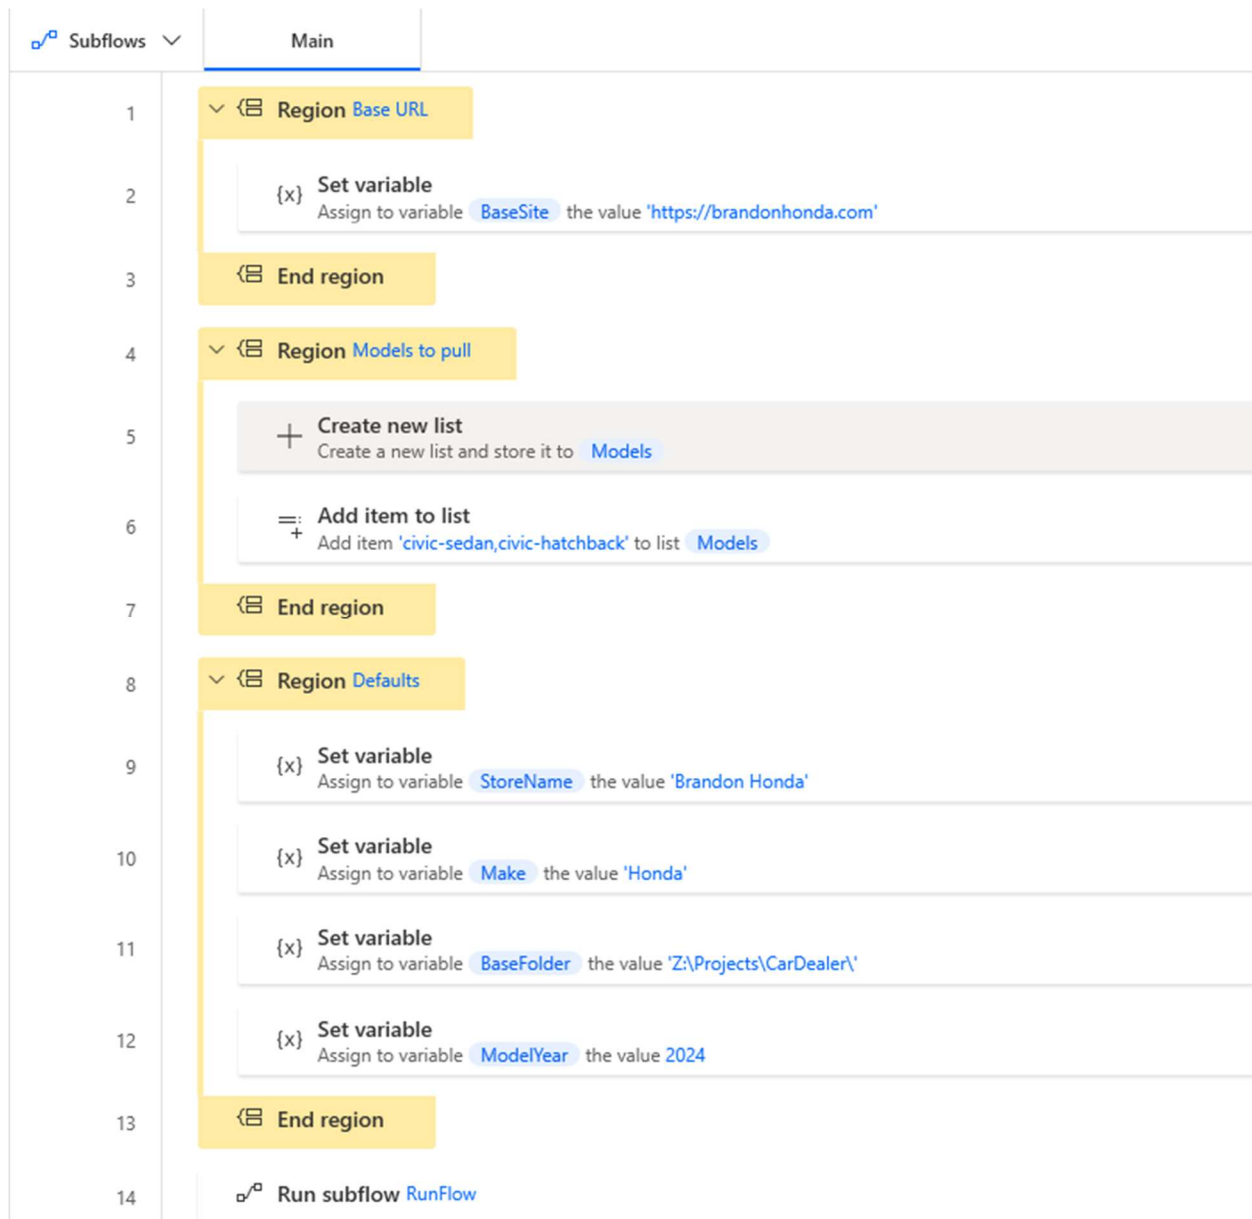 Subflows Main
1 Region Base URL
2 {x} Set variable
Assign to variable BaseSite the value 'https://brandonhonda.com'
3 End region
4 Region Models to pull
5 Create new list
Create a new list and store it to Models
6 Add item to list
Add item 'civic-sedan,civic-hatchback' to list Models
7 End region
8 Region Defaults
9 {x} Set variable
Assign to variable StoreName the value 'Brandon Honda'
10 {x} Set variable
Assign to variable Make the value 'Honda'
11 {x} Set variable
Assign to variable BaseFolder the value 'Z:\Projects\CarDealer\'
12 {x} Set variable
Assign to variable ModelYear the value 2024
13 End region
14 Run subflow RunFlow